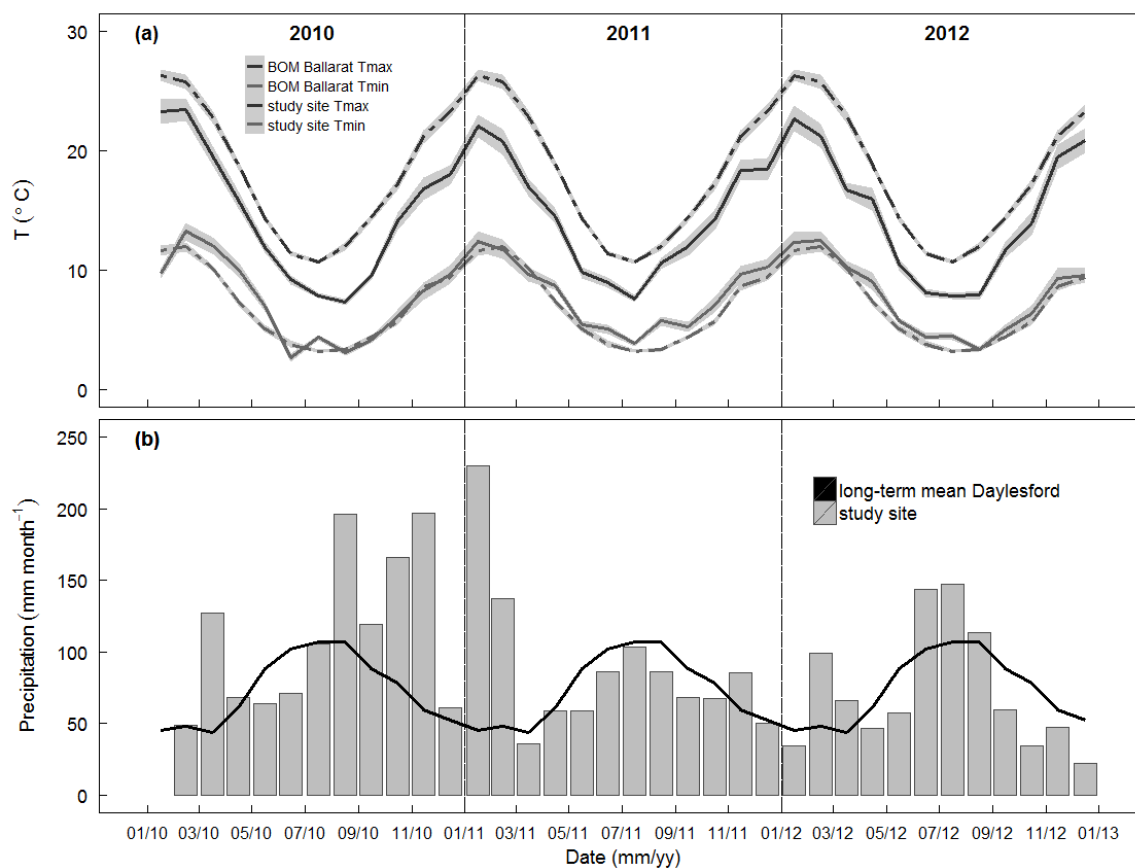 (a)
2010
2011
2012
BOM Ballarat Tmax
BOM Ballarat Tmin
study site Tmax
study site Tmin
30
20
10
0
T (° C)
(b)
long-term mean Daylesford
study site
250
200
150
100
50
0
Precipitation (mm month⁻¹)
01/10 03/10 05/10 07/10 09/10 11/10 01/11 03/11 05/11 07/11 09/11 11/11 01/12 03/12 05/12 07/12 09/12 11/12 01/13
Date (mm/yy)